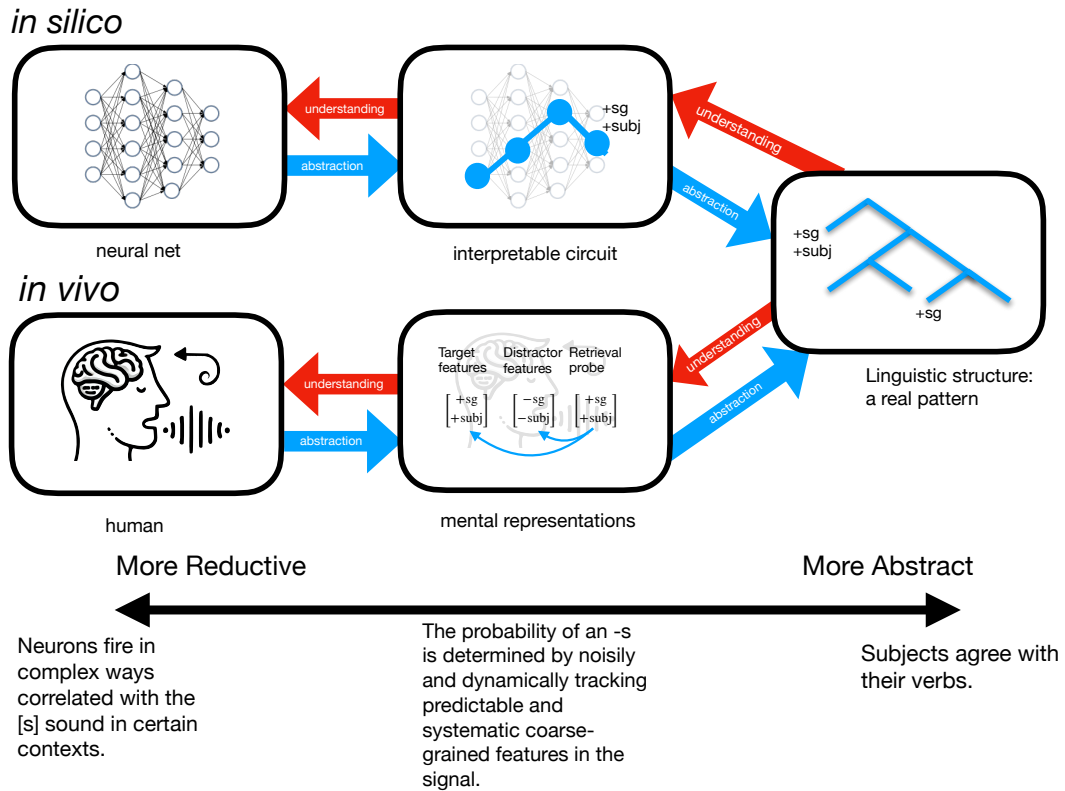 in silico
understanding
abstraction
+sg
+subj
understanding
abstraction
neural net
interpretable circuit
+sg
+subj
+sg
in vivo
understanding
abstraction
Target
features
Distractor
features
Retrieval
probe
[+sg
+subj]
[−sg
−subj]
[+sg
+subj]
understanding
abstraction
Linguistic structure:
a real pattern
human
mental representations
More Reductive
More Abstract
Neurons fire in
complex ways
correlated with the
[s] sound in certain
contexts.
The probability of an -s
is determined by noisily
and dynamically tracking
predictable and
systematic coarse-
grained features in the
signal.
Subjects agree with
their verbs.